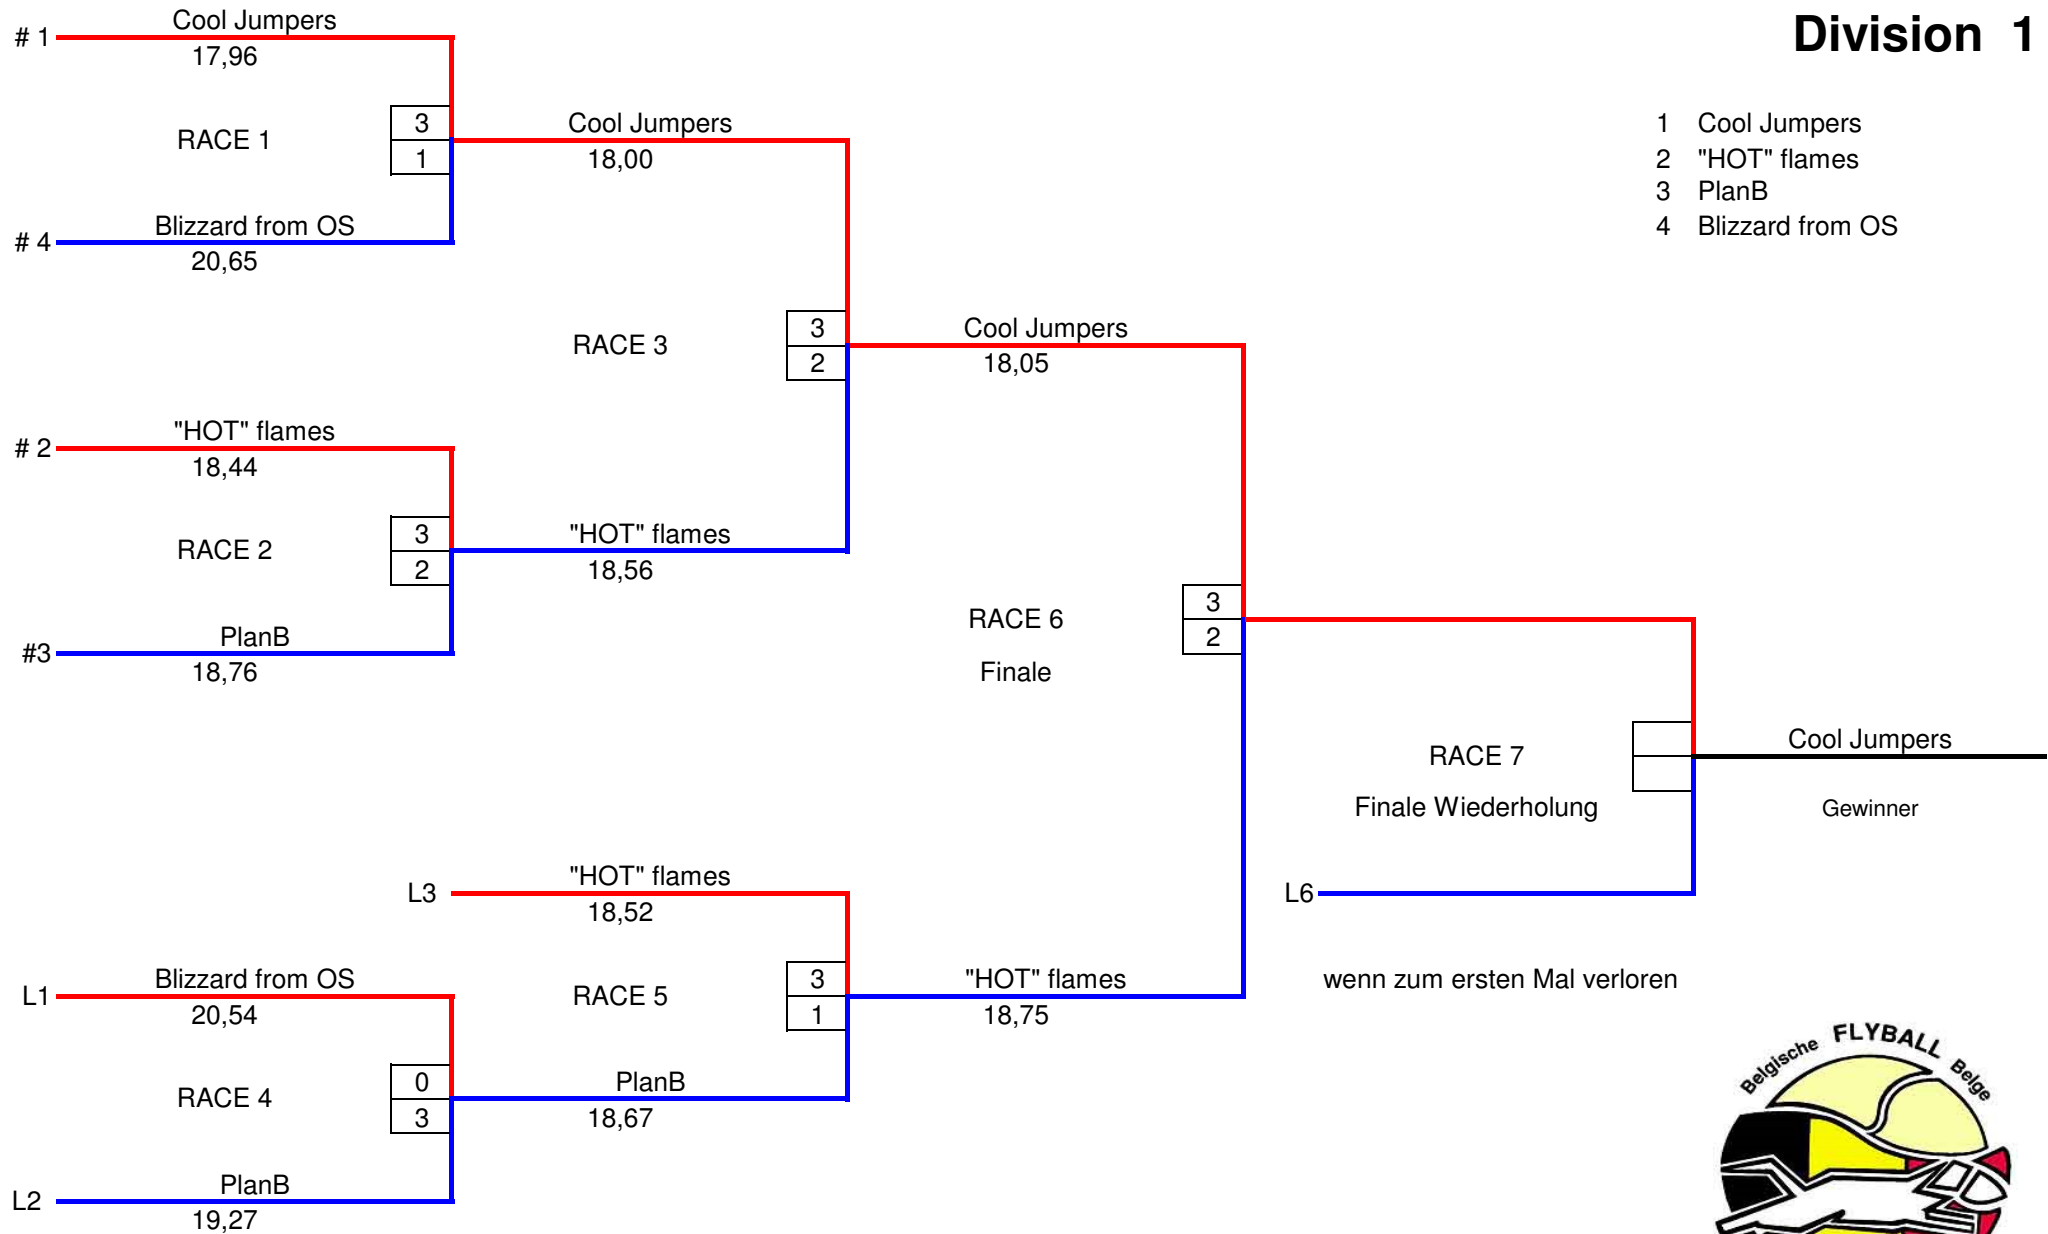 Division 1
# 1 Cool Jumpers
17,96
RACE 1
3
1
# 4 Blizzard from OS
20,65
Cool Jumpers
18,00
1 Cool Jumpers
2 "HOT" flames
3 PlanB
4 Blizzard from OS
RACE 3
3
2
Cool Jumpers
18,05
# 2 "HOT" flames
18,44
RACE 2
3
2
#3 PlanB
18,76
"HOT" flames
18,56
RACE 6
Finale
3
2
RACE 7
Finale Wiederholung
Cool Jumpers
Gewinner
L3 "HOT" flames
18,52
RACE 5
3
1
L6
wenn zum ersten Mal verloren
"HOT" flames
18,75
L1 Blizzard from OS
20,54
RACE 4
0
3
PlanB
18,67
L2 PlanB
19,27
Belgische FLYBALL Belge